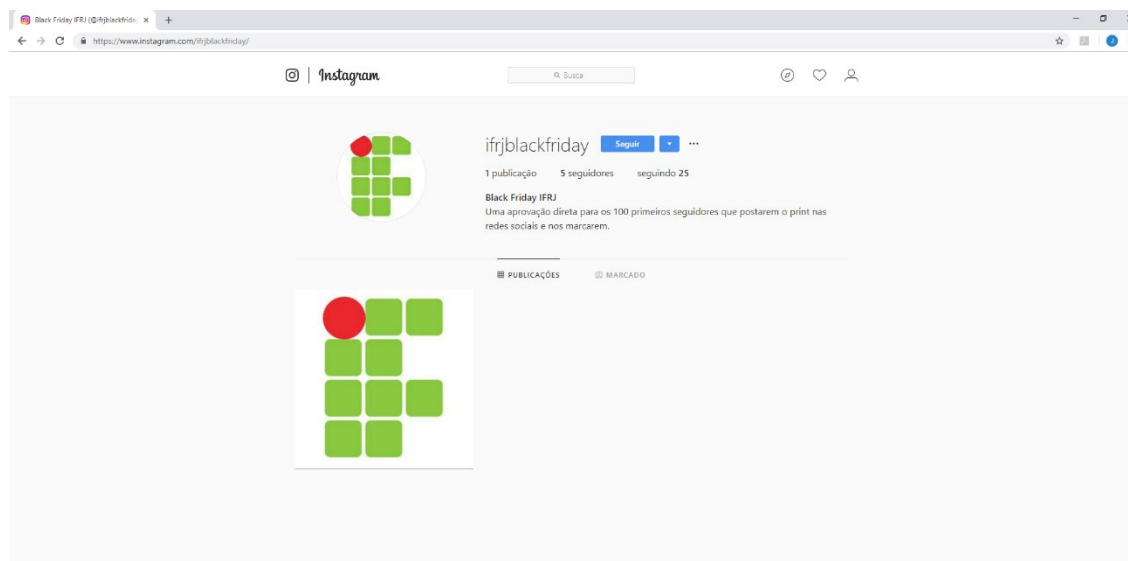 Black Friday IFRJ (@ifrjblackfriday
https://www.instagram.com/ifrjblackfriday/
Instagram
Busca
ifrjblackfriday Seguir
1 publicação 5 seguidores seguindo 25
Black Friday IFRJ
Uma aprovação direta para os 100 primeiros seguidores que postarem o print nas
redes sociais e nos marcarem.
PUBLICAÇÕES MARCADO